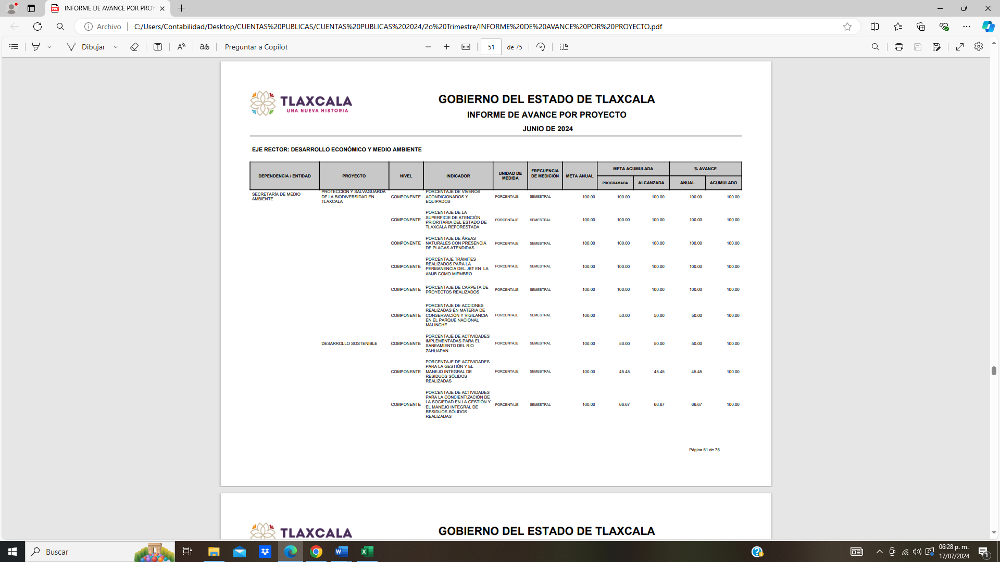 INFORME DE AVANCE POR PROY
Archivo
C:/Users/Contabilidad/Desktop/CUENTAS%20PUBLICAS/CUENTAS%20PUBLICAS%202024/2o%20Trimestre/INFORME%20DE%20AVANCE%20POR%20PROYECTO.pdf
Dibujar
Preguntar a Copilot
51 de 75
TLAXCALA
UNA NUEVA HISTORIA
GOBIERNO DEL ESTADO DE TLAXCALA
INFORME DE AVANCE POR PROYECTO
JUNIO DE 2024
EJE RECTOR: DESARROLLO ECONÓMICO Y MEDIO AMBIENTE
DEPENDENCIA / ENTIDAD
PROYECTO
NIVEL
INDICADOR
UNIDAD DE
MEDIDA
FRECUENCIA
DE MEDICIÓN
META ANUAL
META ACUMULADA
PROGRAMADA
ALCANZADA
% AVANCE
ANUAL
ACUMULADO
SECRETARÍA DE MEDIO
AMBIENTE
PROTECCIÓN Y SALVAGUARDA
DE LA BIODIVERSIDAD EN
TLAXCALA
COMPONENTE
PORCENTAJE DE VIVEROS
ACONDICIONADOS Y
EQUIPADOS
PORCENTAJE SEMESTRAL 100.00 100.00 100.00 100.00 100.00
COMPONENTE
PORCENTAJE DE LA
SUPERFICIE DE ATENCIÓN
PRIORITARIA DEL ESTADO DE
TLAXCALA REFORESTADA
PORCENTAJE SEMESTRAL 100.00 100.00 100.00 100.00 100.00
COMPONENTE
PORCENTAJE DE ÁREAS
NATURALES CON PRESENCIA
DE PLAGAS ATENDIDAS
PORCENTAJE SEMESTRAL 100.00 100.00 100.00 100.00 100.00
COMPONENTE
PORCENTAJE TRÁMITES
REALIZADOS PARA LA
PERMANENCIA DEL JBT EN LA
AMJB COMO MIEMBRO
PORCENTAJE SEMESTRAL 100.00 100.00 100.00 100.00 100.00
COMPONENTE
PORCENTAJE DE CARPETA DE
PROYECTOS REALIZADOS
PORCENTAJE SEMESTRAL 100.00 100.00 100.00 100.00 100.00
COMPONENTE
PORCENTAJE DE ACCIONES
REALIZADAS EN MATERIA DE
CONSERVACIÓN Y VIGILANCIA
EN EL PARQUE NACIONAL
MALINCHE
PORCENTAJE SEMESTRAL 100.00 50.00 50.00 50.00 100.00
DESARROLLO SOSTENIBLE
COMPONENTE
PORCENTAJE DE ACTIVIDADES
IMPLEMENTADAS PARA EL
SANEAMIENTO DEL RIO
ZAHUAPAN
PORCENTAJE SEMESTRAL 100.00 50.00 50.00 50.00 100.00
COMPONENTE
PORCENTAJE DE ACTIVIDADES
PARA LA GESTIÓN Y EL
MANEJO INTEGRAL DE
RESIDUOS SÓLIDOS
REALIZADAS
PORCENTAJE SEMESTRAL 100.00 45.45 45.45 45.45 100.00
COMPONENTE
PORCENTAJE DE ACTIVIDADES
PARA LA CONCIENTIZACIÓN DE
LA SOCIEDAD EN LA GESTIÓN Y
EL MANEJO INTEGRAL DE
RESIDUOS SÓLIDOS
REALIZADAS
PORCENTAJE SEMESTRAL 100.00 66.67 66.67 66.67 100.00
Página 51 de 75
TLAXCALA
GOBIERNO DEL ESTADO DE TLAXCALA
Buscar
06:28 p. m.
17/07/2024
1